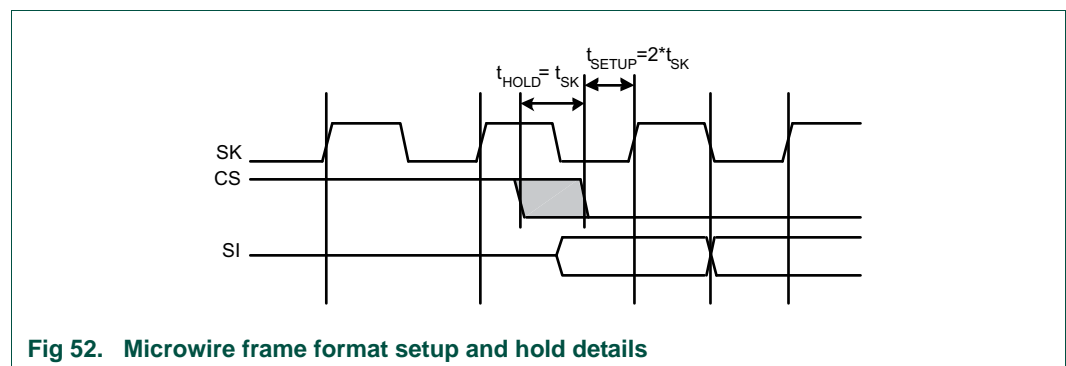 tSETUP=2*tSK
tHOLD= tSK
SK
CS
SI
Fig 52. Microwire frame format setup and hold details